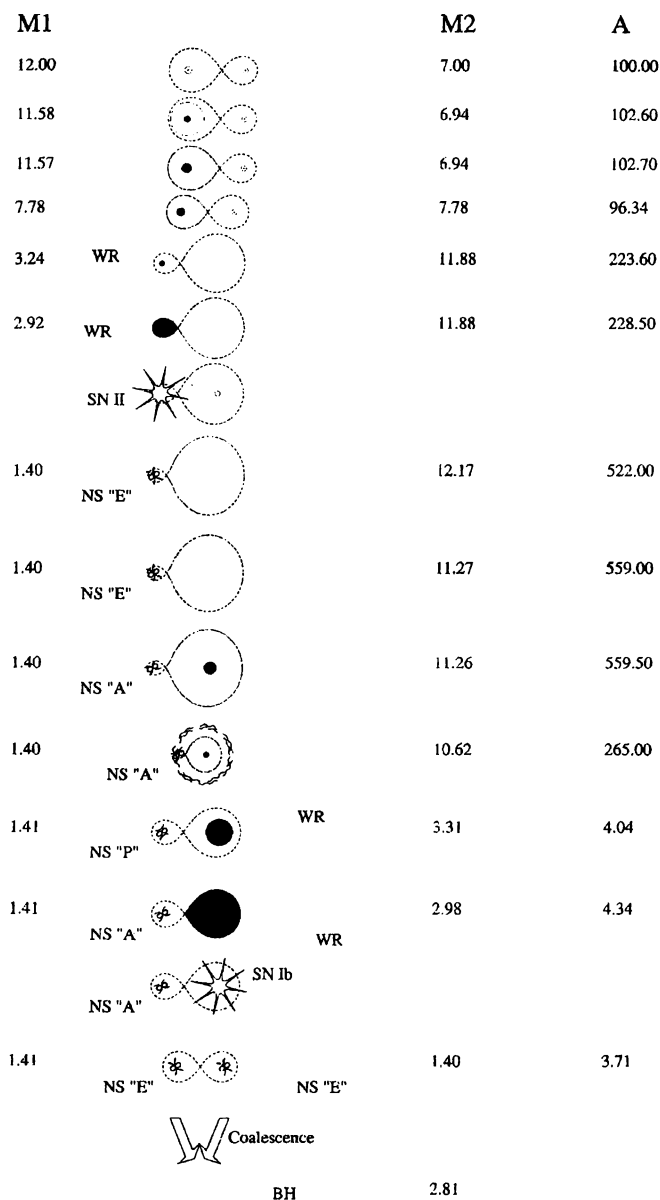 M1 M2 A
12.00 7.00 100.00
11.58 6.94 102.60
11.57 6.94 102.70
7.78 7.78 96.34
3.24 WR 11.88 223.60
2.92 WR 11.88 228.50
SN II
1.40 12.17 522.00
NS "E"
1.40 11.27 559.00
NS "E"
1.40 11.26 559.50
NS "A"
1.40 10.62 265.00
NS "A"
WR
1.41 3.31 4.04
NS "P"
1.41 2.98 4.34
NS "A" WR
SN Ib
NS "A"
1.41 1.40 3.71
NS "E" NS "E"
Coalescence
BH 2.81